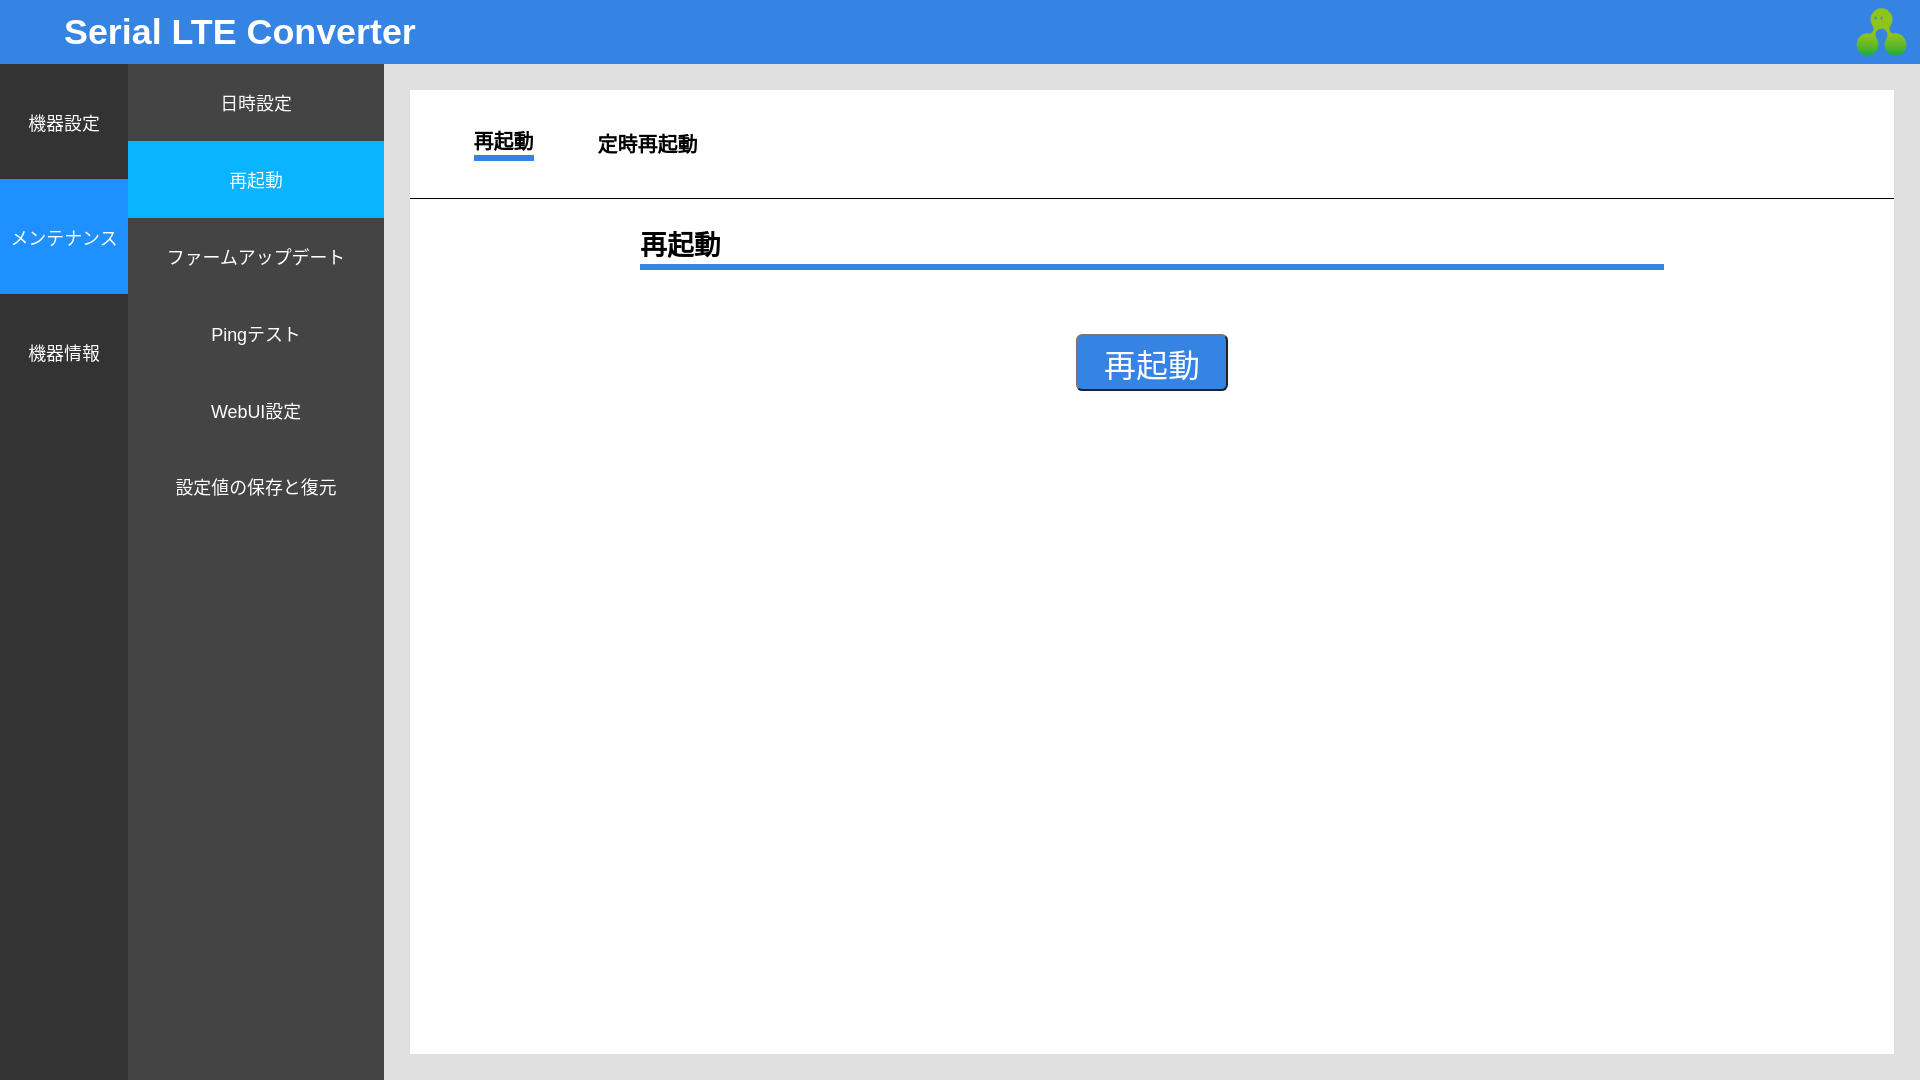 Serial LTE Converter
機器設定
メンテナンス
機器情報
日時設定
再起動
ファームアップデート
Pingテスト
WebUI設定
設定値の保存と復元
再起動 定時再起動
再起動
再起動